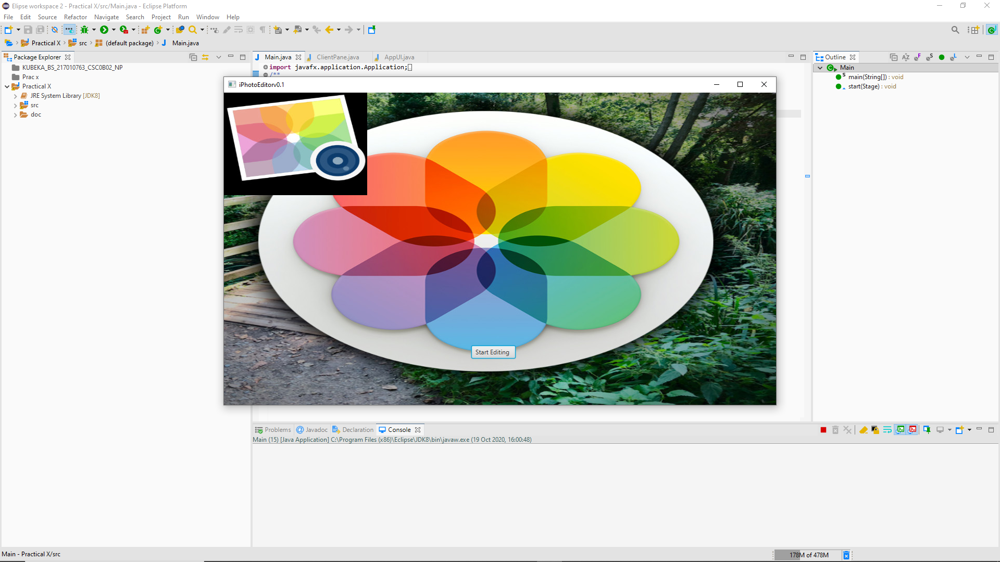 Elipse workspace 2 - Practical X/src/Main.java - Eclipse Platform
File Edit Source Refactor Navigate Search Project Run Window Help
Practical X src (default package) Main.java
Package Explorer
KUBEKA_BS_217010763_CSC0B02_NP
Prac x
Practical X
JRE System Library [JDK8]
src
doc
Main.java ClientPane.java AppUI.java
import javafx.application.Application;
/**
iPhotoEditorv0.1
Start Editing
Outline
Main
main(String[]) : void
start(Stage) : void
Problems Javadoc Declaration Console
Main (15) [Java Application] C:\Program Files (x86)\Eclipse\JDK8\bin\javaw.exe (19 Oct 2020, 16:00:48)
Main - Practical X/src
178M of 478M